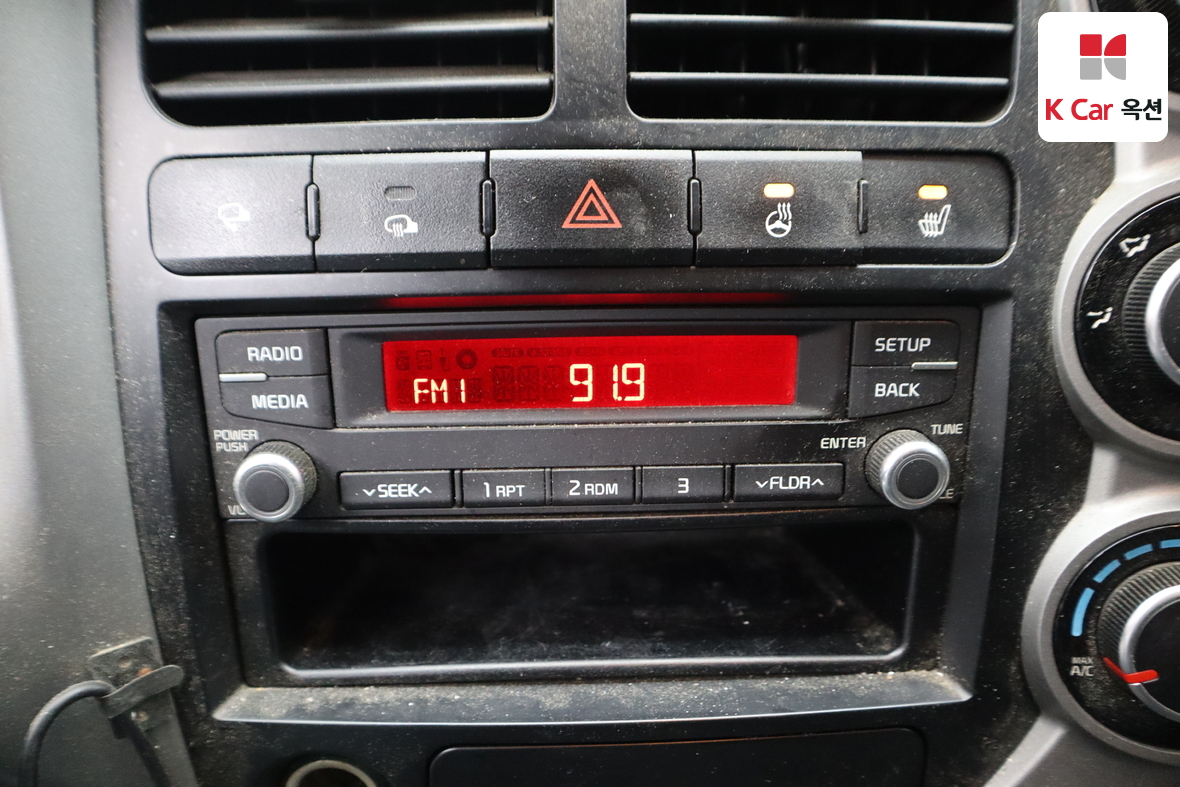 K Car 옥션
RADIO
MEDIA
FM1 91.9
SETUP
BACK
POWER
PUSH
ENTER
TUNE
SEEK
1 RPT
2 RDM
3
FLDR
MAX
A/C